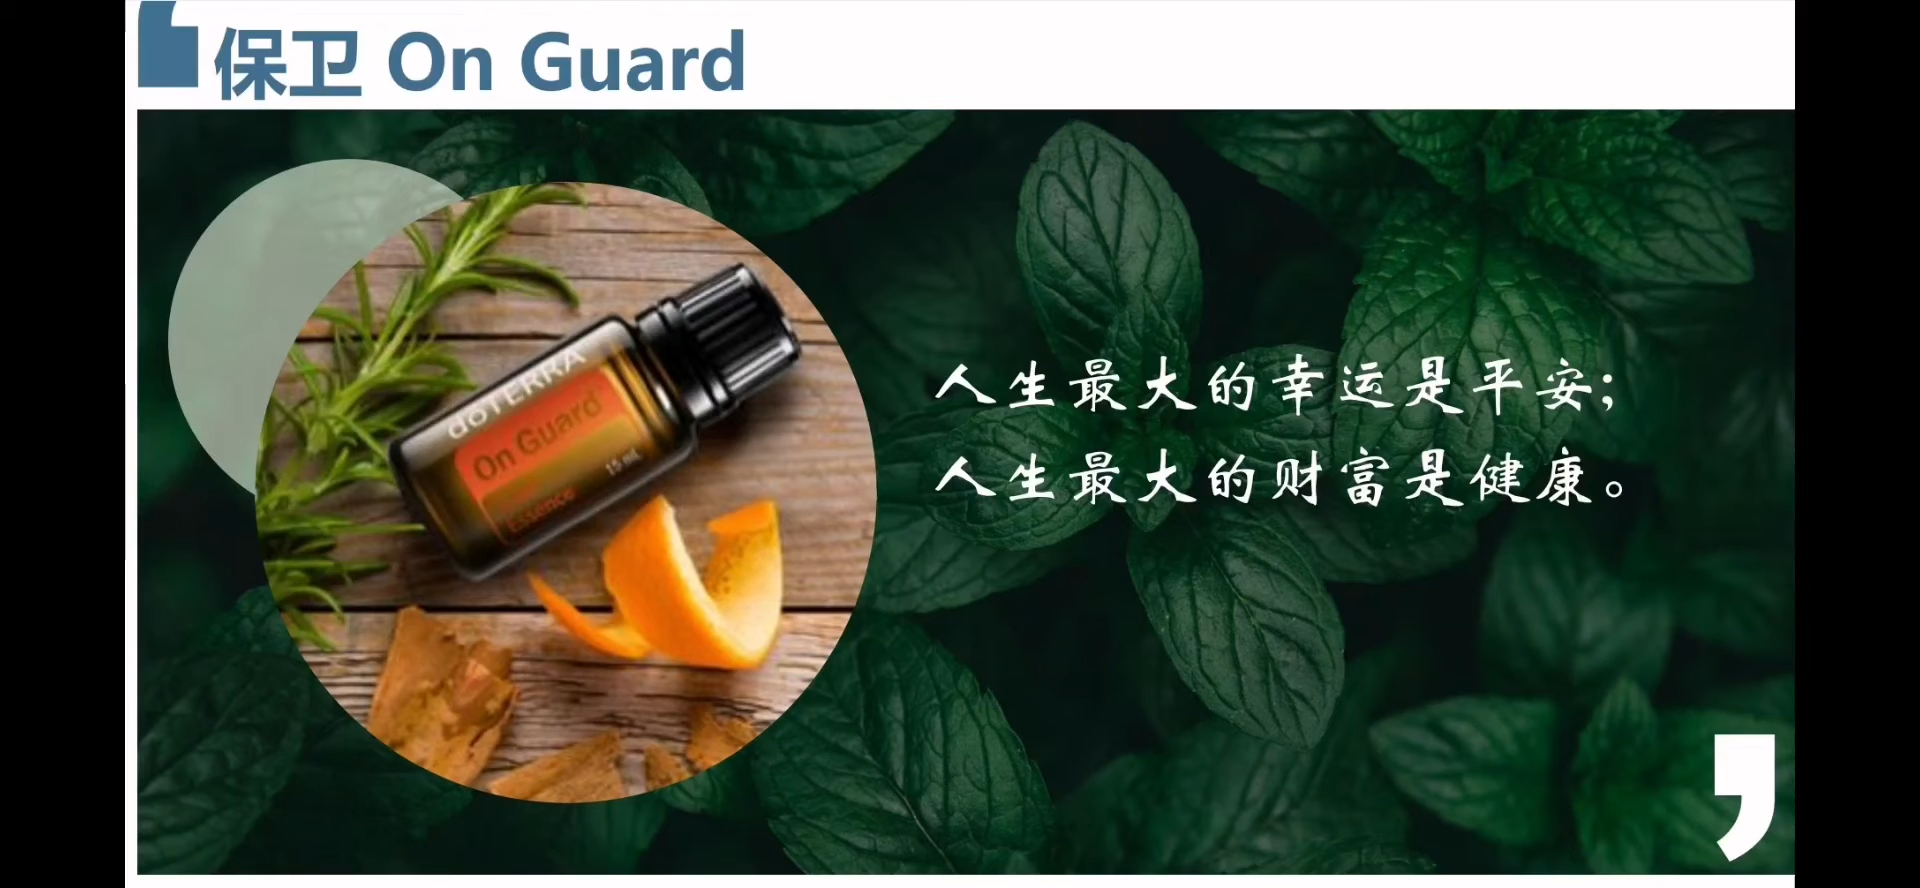 保卫 On Guard
doTERRA
On Guard
Essence
15 mL
人生最大的幸运是平安;
人生最大的财富是健康。